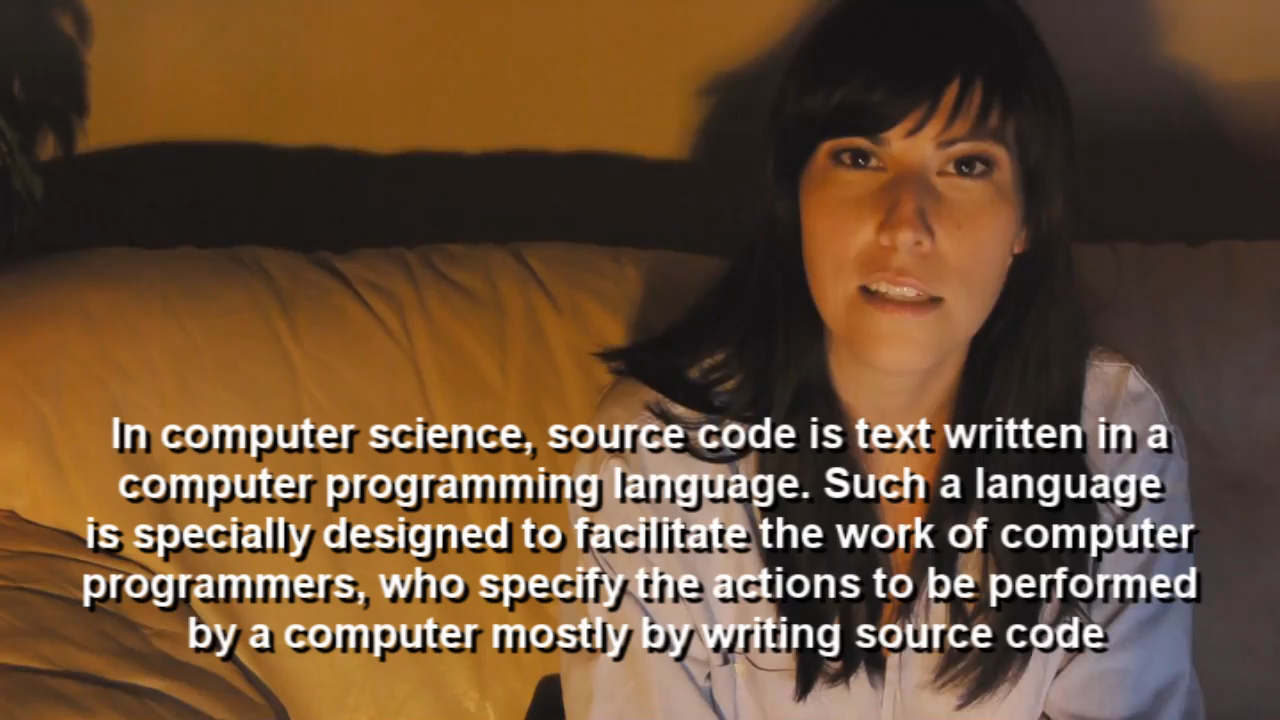 In computer science, source code is text written in a
computer programming language. Such a language
is specially designed to facilitate the work of computer
programmers, who specify the actions to be performed
by a computer mostly by writing source code